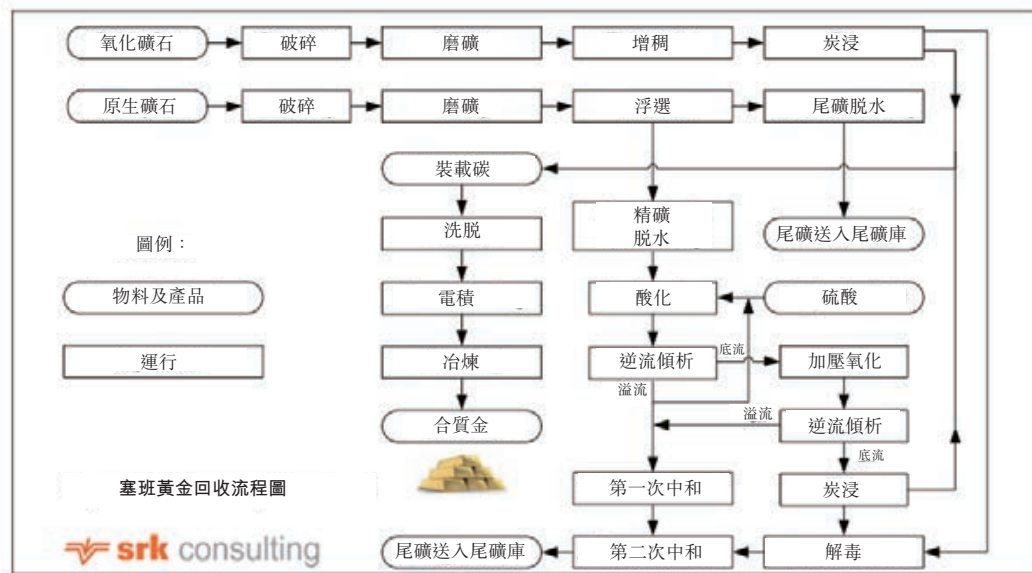 氧化礦石
破碎
磨礦
增稠
炭浸
原生礦石
破碎
磨礦
浮選
尾礦脱水
裝載碳
洗脱
精礦
脱水
尾礦送入尾礦庫
圖例：
物料及產品
電積
酸化
硫酸
運行
冶煉
逆流傾析
底流
加壓氧化
溢流
合質金
溢流
逆流傾析
底流
塞班黃金回收流程圖
第一次中和
炭浸
srk consulting
尾礦送入尾礦庫
第二次中和
解毒